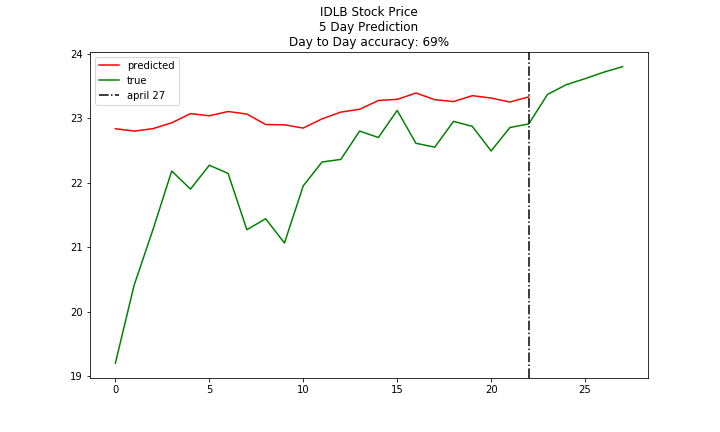 IDLB Stock Price
5 Day Prediction
Day to Day accuracy: 69%
predicted
true
april 27
24
23
22
21
20
19
0 5 10 15 20 25